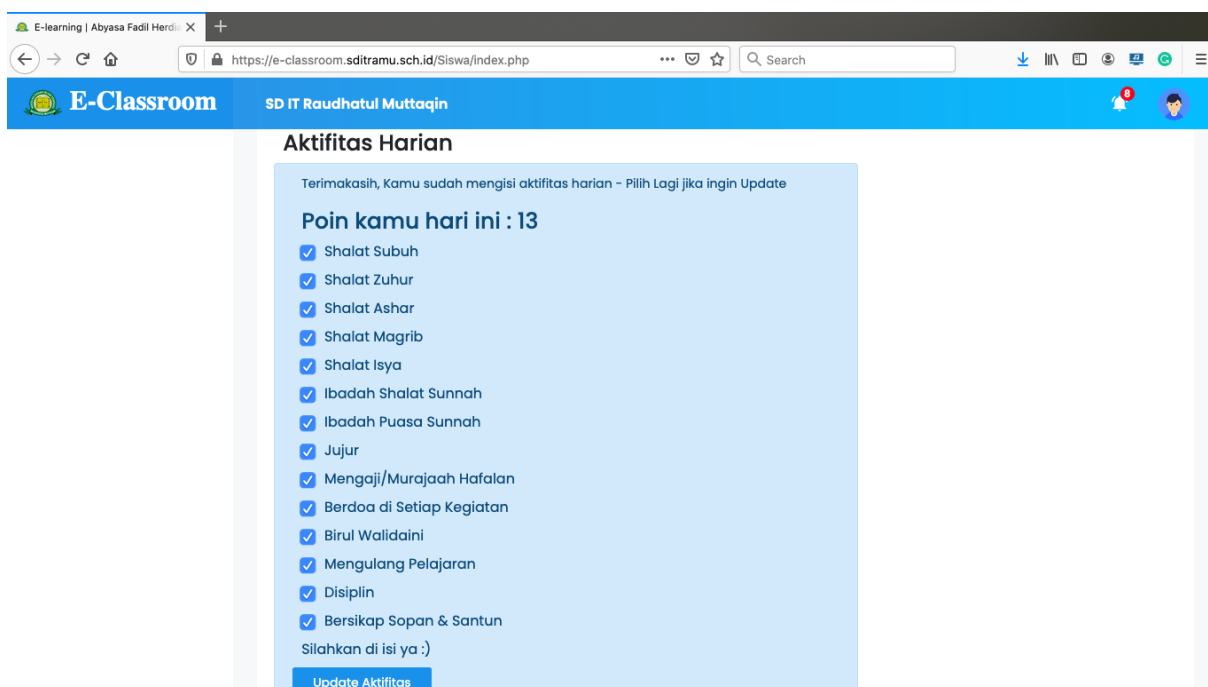 E-learning | Abyasa Fadil Herdi
https://e-classroom.sditramu.sch.id/Siswa/index.php
Search
E-Classroom
SD IT Raudhatul Muttaqin
8
Aktifitas Harian
Terimakasih, Kamu sudah mengisi aktifitas harian - Pilih Lagi jika ingin Update
Poin kamu hari ini : 13
Shalat Subuh
Shalat Zuhur
Shalat Ashar
Shalat Magrib
Shalat Isya
Ibadah Shalat Sunnah
Ibadah Puasa Sunnah
Jujur
Mengaji/Murajaah Hafalan
Berdoa di Setiap Kegiatan
Birul Walidaini
Mengulang Pelajaran
Disiplin
Bersikap Sopan & Santun
Silahkan di isi ya :)
Update Aktifitas